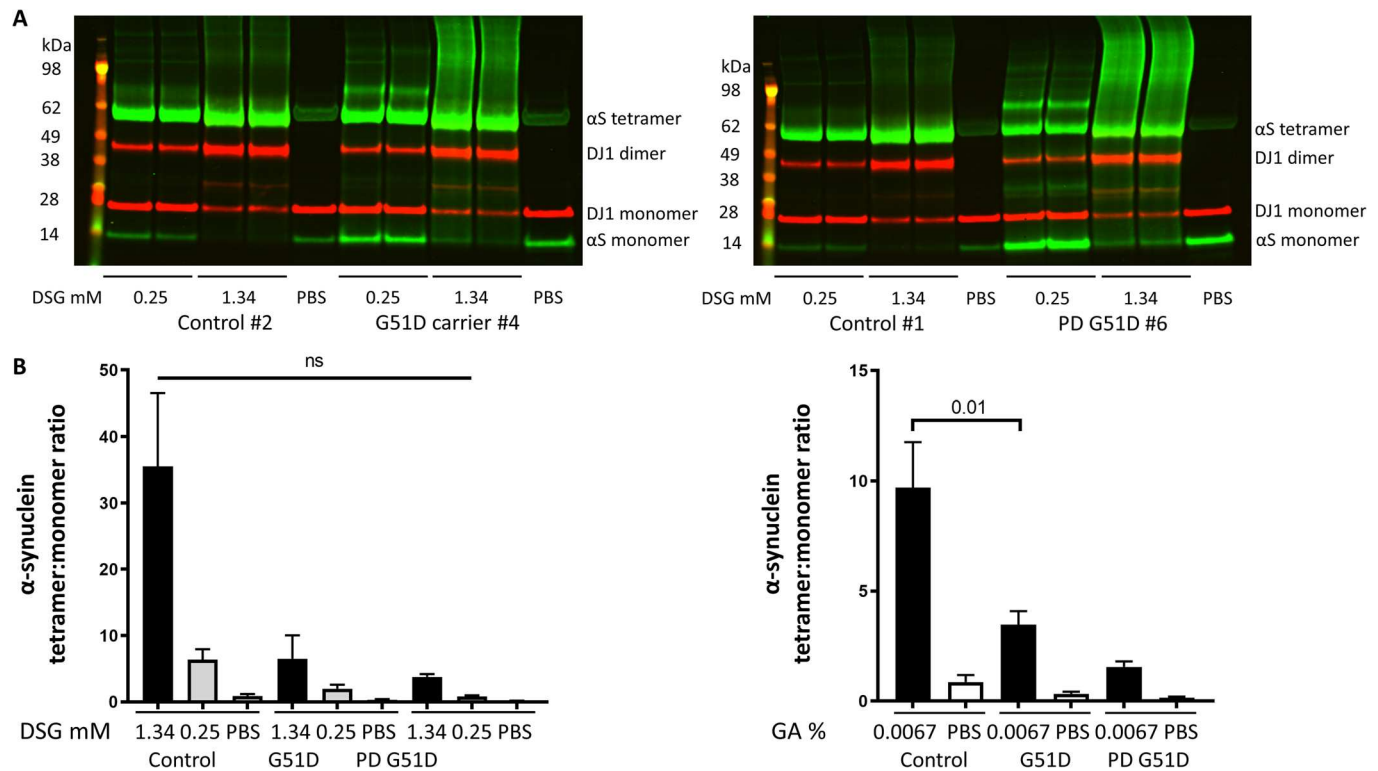 A
kDa
98
62
49
38
28
14
αS tetramer
DJ1 dimer
DJ1 monomer
αS monomer
DSG mM 0.25 1.34 PBS 0.25 1.34 PBS
Control #2 G51D carrier #4
kDa
98
62
49
38
28
14
αS tetramer
DJ1 dimer
DJ1 monomer
αS monomer
DSG mM 0.25 1.34 PBS 0.25 1.34 PBS
Control #1 PD G51D #6
B
α-synuclein
tetramer:monomer ratio
50
40
30
20
10
0
ns
DSG mM 1.34 0.25 PBS 1.34 0.25 PBS 1.34 0.25 PBS
Control G51D PD G51D
α-synuclein
tetramer:monomer ratio
15
10
5
0
0.01
GA % 0.0067 PBS 0.0067 PBS 0.0067 PBS
Control G51D PD G51D